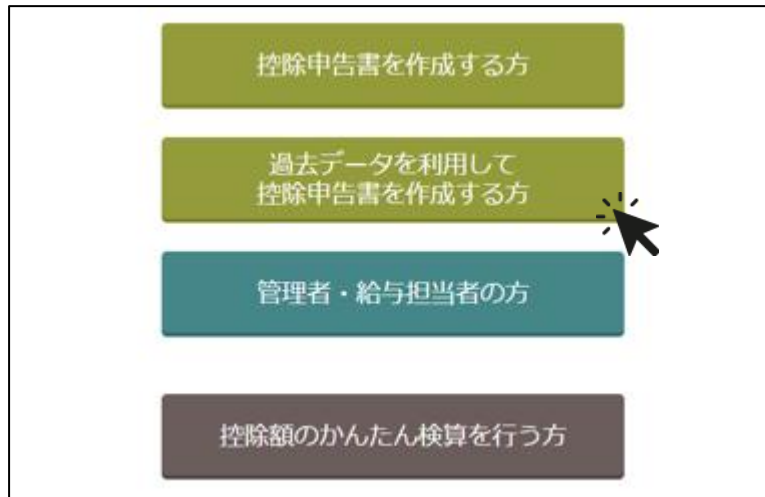 控除申告書を作成する方
過去データを利用して
控除申告書を作成する方
管理者・給与担当者の方
控除額のかんたん検算を行う方